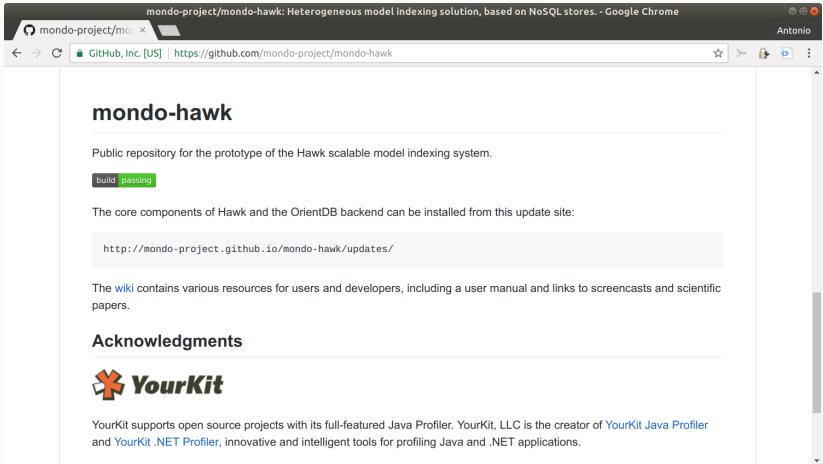 mondo-project/mondo-hawk: Heterogeneous model indexing solution, based on NoSQL stores. - Google Chrome
mondo-project/mon
Antonio
GitHub, Inc. [US] https://github.com/mondo-project/mondo-hawk
mondo-hawk
Public repository for the prototype of the Hawk scalable model indexing system.
build passing
The core components of Hawk and the OrientDB backend can be installed from this update site:
http://mondo-project.github.io/mondo-hawk/updates/
The wiki contains various resources for users and developers, including a user manual and links to screencasts and scientific
papers.
Acknowledgments
YourKit
YourKit supports open source projects with its full-featured Java Profiler. YourKit, LLC is the creator of YourKit Java Profiler
and YourKit .NET Profiler, innovative and intelligent tools for profiling Java and .NET applications.